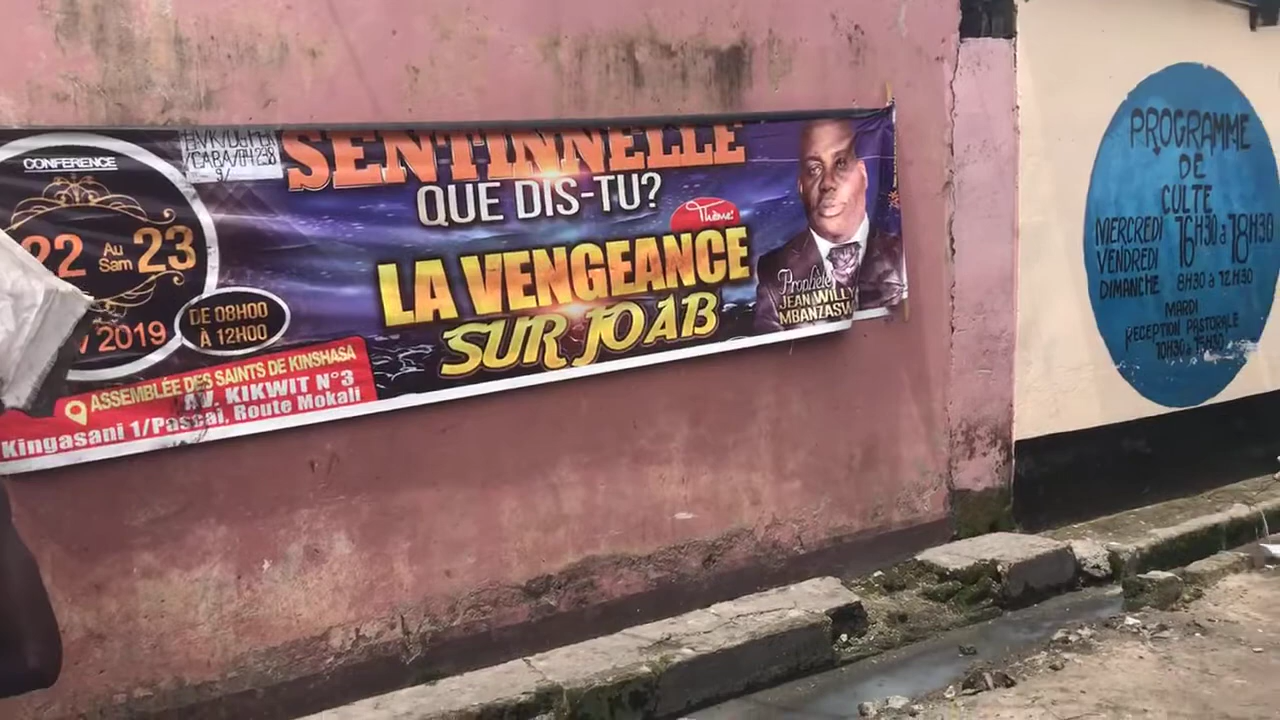 CONFERENCE
22 Au Sam 23
2019
DE 08H00
À 12H00
ASSEMBLÉE DES SAINTS DE KINSHASA
AV. KIKWIT N°3
Kingasani 1/Pascal, Route Mokali
SENTINNELLE
QUE DIS-TU?
Thème!
LA VENGEANCE
SUR JOAB
Prophète
JEAN WILLY
PROGRAMME
DE
CULTE
MERCREDI
VENDREDI 16H30 à 18H30
DIMANCHE 8H30 à 12H30
MARDI
RECEPTION PASTORALE
10H30 à 15H30